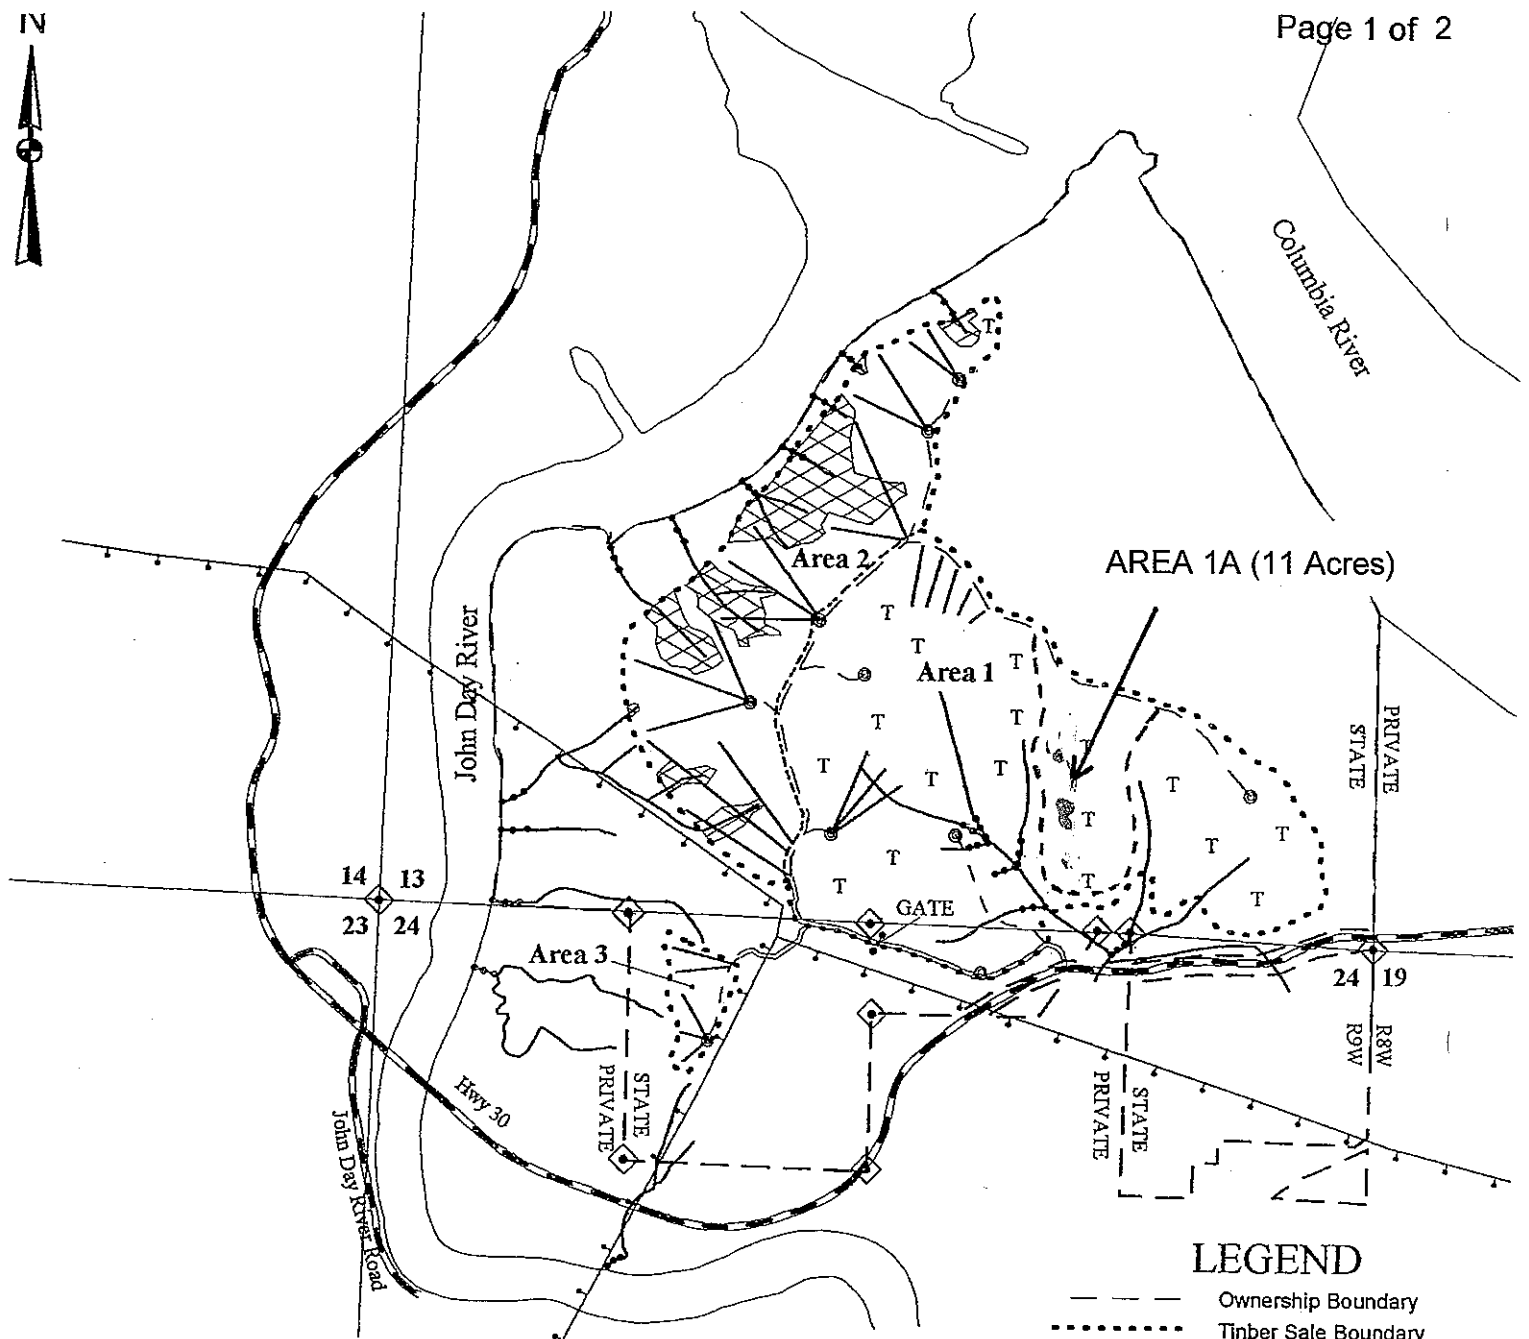 N
Page 1 of 2
Columbia River
T
Area 2
AREA 1A (11 Acres)
T
T
Area 1
T
John Day River
T
T
PRIVATE
STATE
T
T
T
T
T
T
T
T
T
T
T
T
14 13
23 24
GATE
Area 3
24 19
R9W
R8W
STATE
PRIVATE
STATE
PRIVATE
Hwy 30
John Day River Road
LEGEND
Ownership Boundary
Tinber Sale Boundary